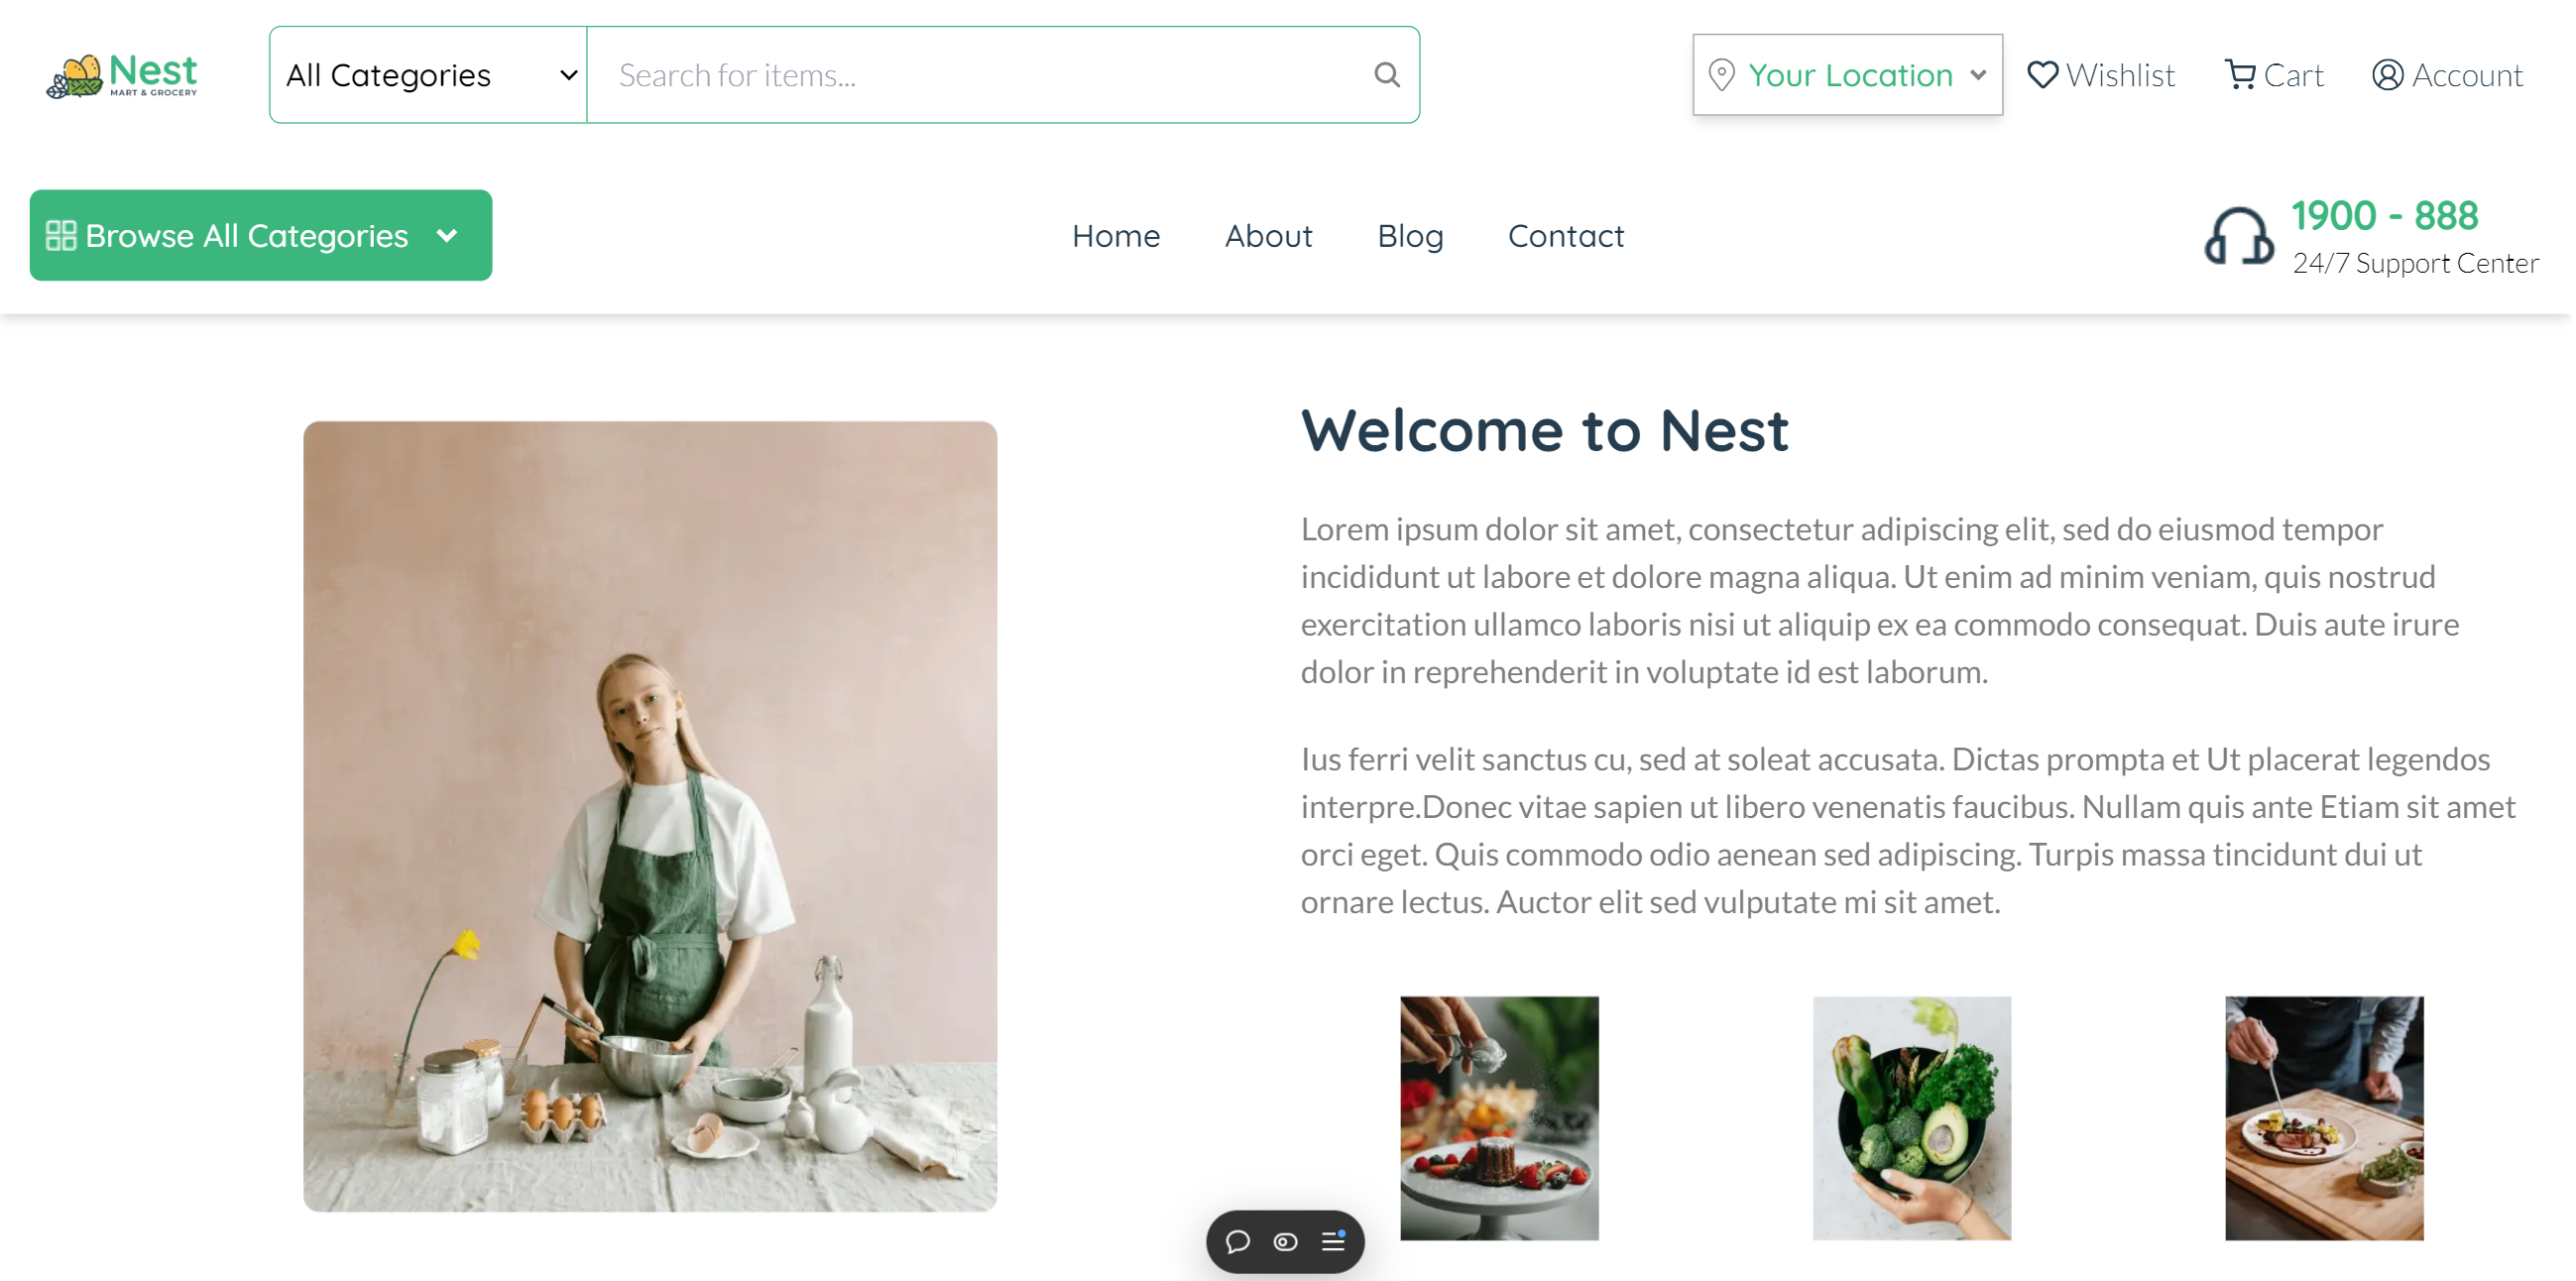 Nest
MART & GROCERY
All Categories
Search for items...
Your Location
Wishlist
Cart
Account
Browse All Categories
Home
About
Blog
Contact
1900 - 888
24/7 Support Center
Welcome to Nest
Lorem ipsum dolor sit amet, consectetur adipiscing elit, sed do eiusmod tempor
incididunt ut labore et dolore magna aliqua. Ut enim ad minim veniam, quis nostrud
exercitation ullamco laboris nisi ut aliquip ex ea commodo consequat. Duis aute irure
dolor in reprehenderit in voluptate id est laborum.
Ius ferri velit sanctus cu, sed at soleat accusata. Dictas prompta et Ut placerat legendos
interpre.Donec vitae sapien ut libero venenatis faucibus. Nullam quis ante Etiam sit amet
orci eget. Quis commodo odio aenean sed adipiscing. Turpis massa tincidunt dui ut
ornare lectus. Auctor elit sed vulputate mi sit amet.